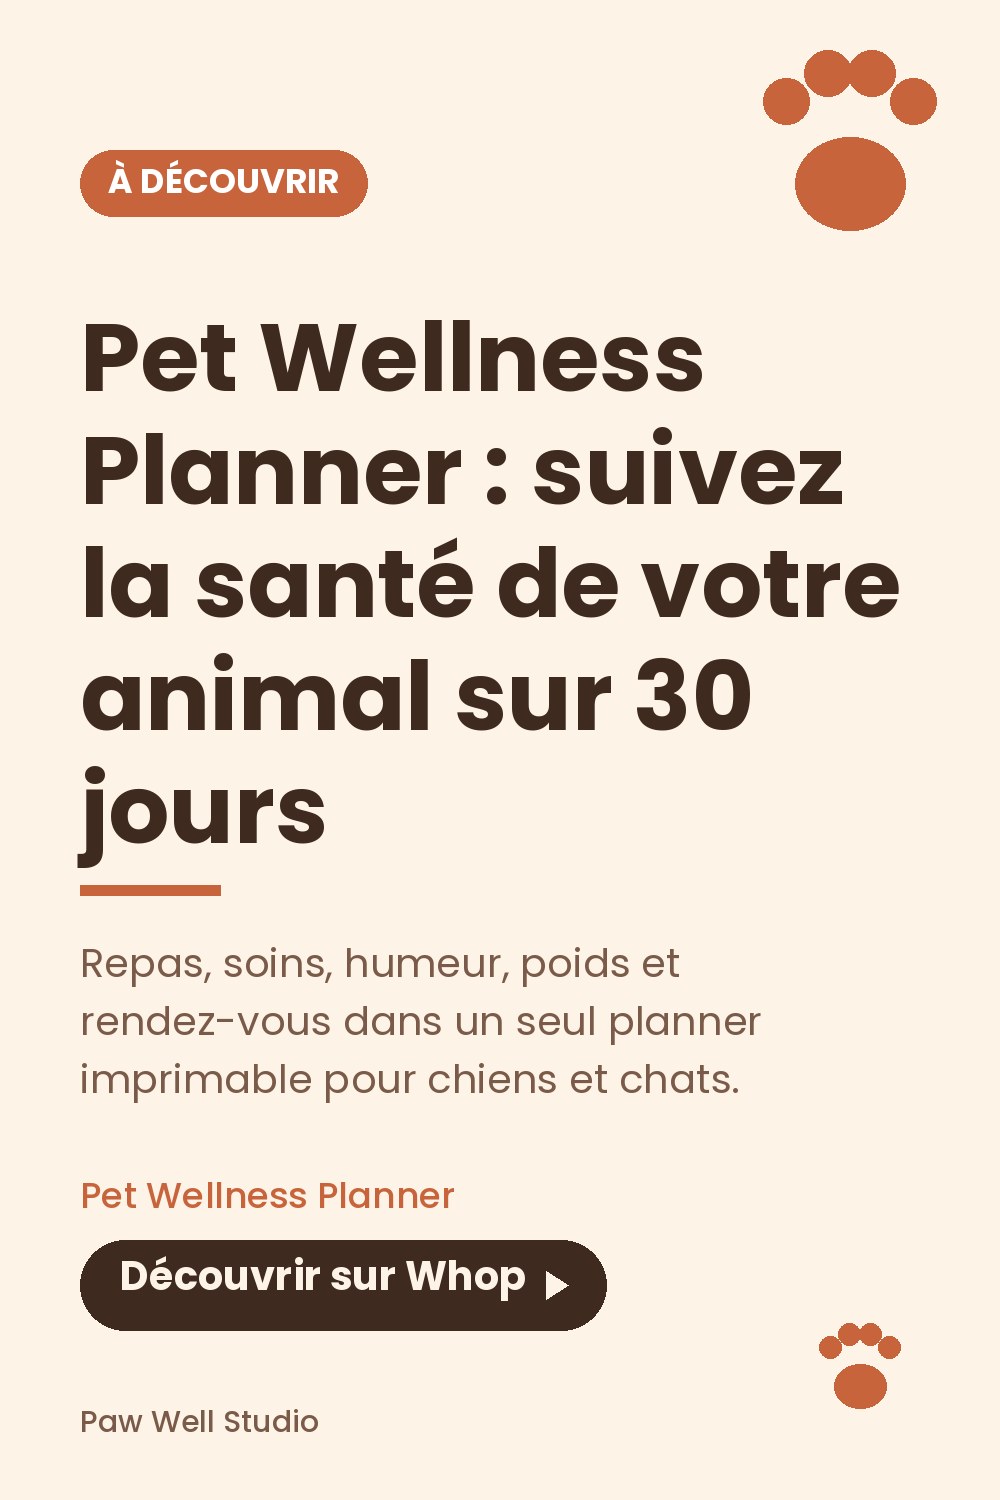 À DÉCOUVRIR
Pet Wellness
Planner : suivez
la santé de votre
animal sur 30
jours
Repas, soins, humeur, poids et
rendez-vous dans un seul planner
imprimable pour chiens et chats.
Pet Wellness Planner
Découvrir sur Whop
Paw Well Studio